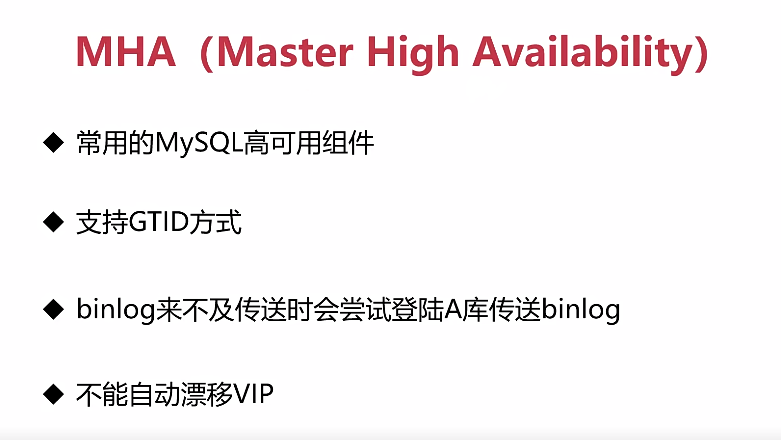 MHA（Master High Availability）
◆ 常用的MySQL高可用组件
◆ 支持GTID方式
◆ binlog来不及传送时会尝试登陆A库传送binlog
◆ 不能自动漂移VIP